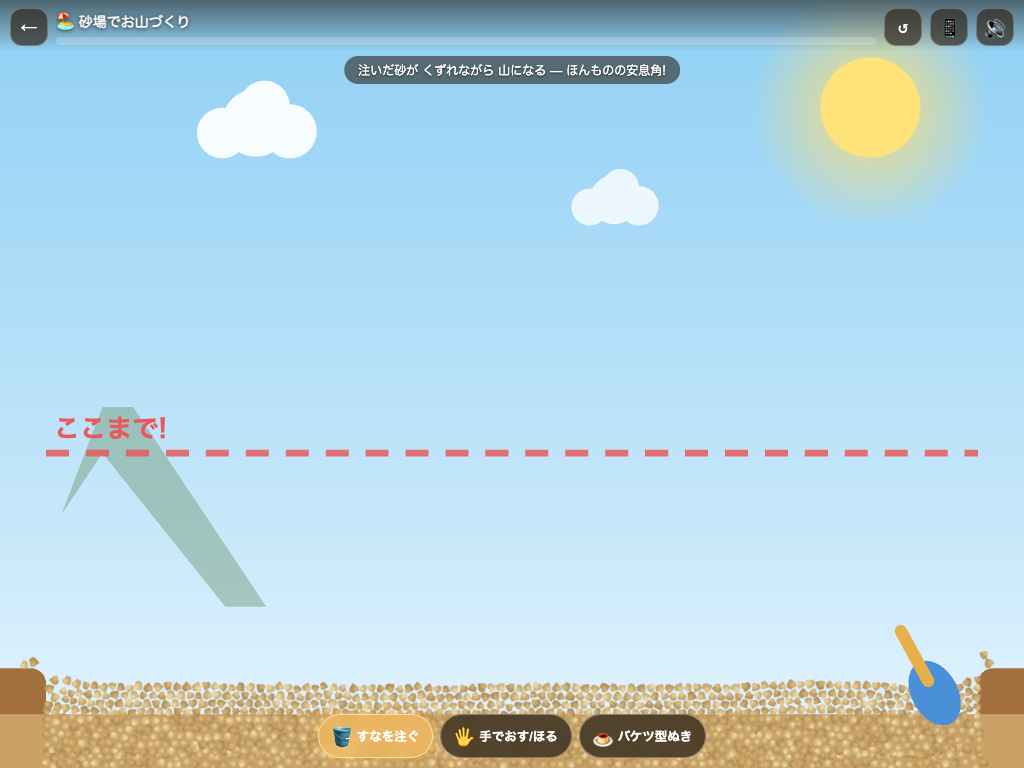 砂場でお山づくり
注いだ砂が くずれながら 山になる — ほんものの安息角!
ここまで!
すなを注ぐ
手でおす/ほる
バケツ型ぬき